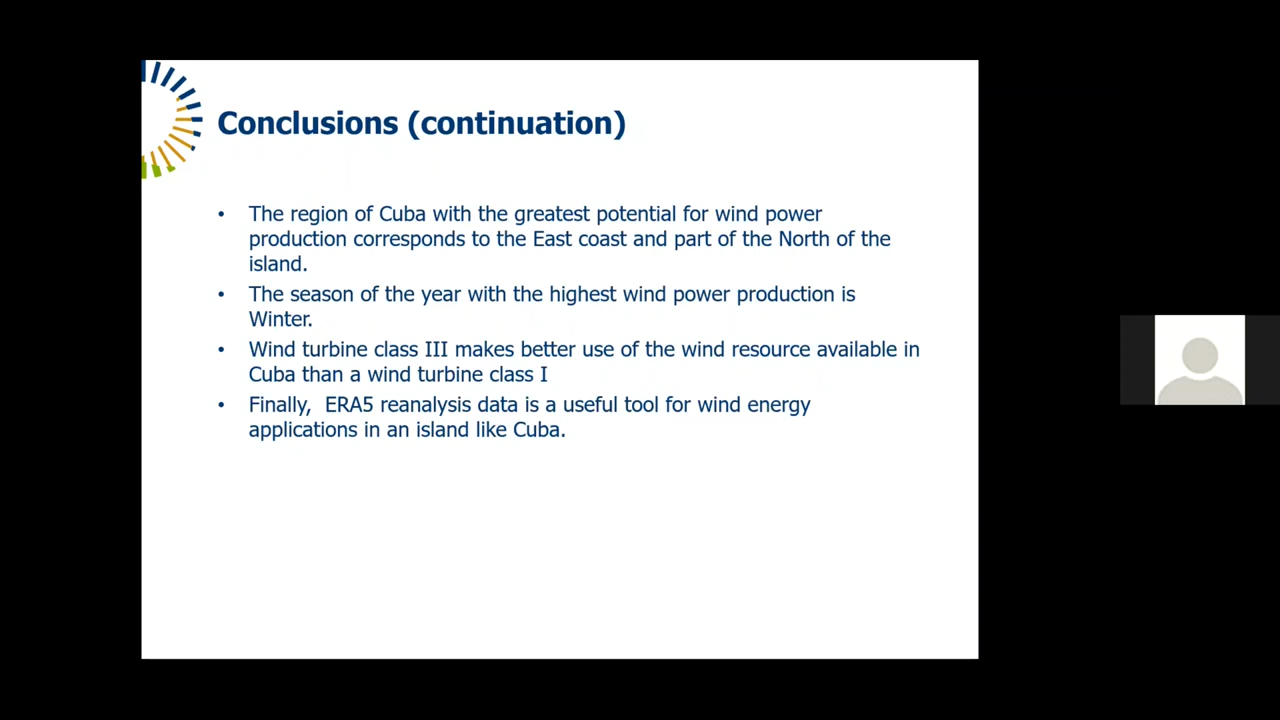 Conclusions (continuation)
• The region of Cuba with the greatest potential for wind power
production corresponds to the East coast and part of the North of the
island.
• The season of the year with the highest wind power production is
Winter.
• Wind turbine class III makes better use of the wind resource available in
Cuba than a wind turbine class I
• Finally,  ERA5 reanalysis data is a useful tool for wind energy
applications in an island like Cuba.